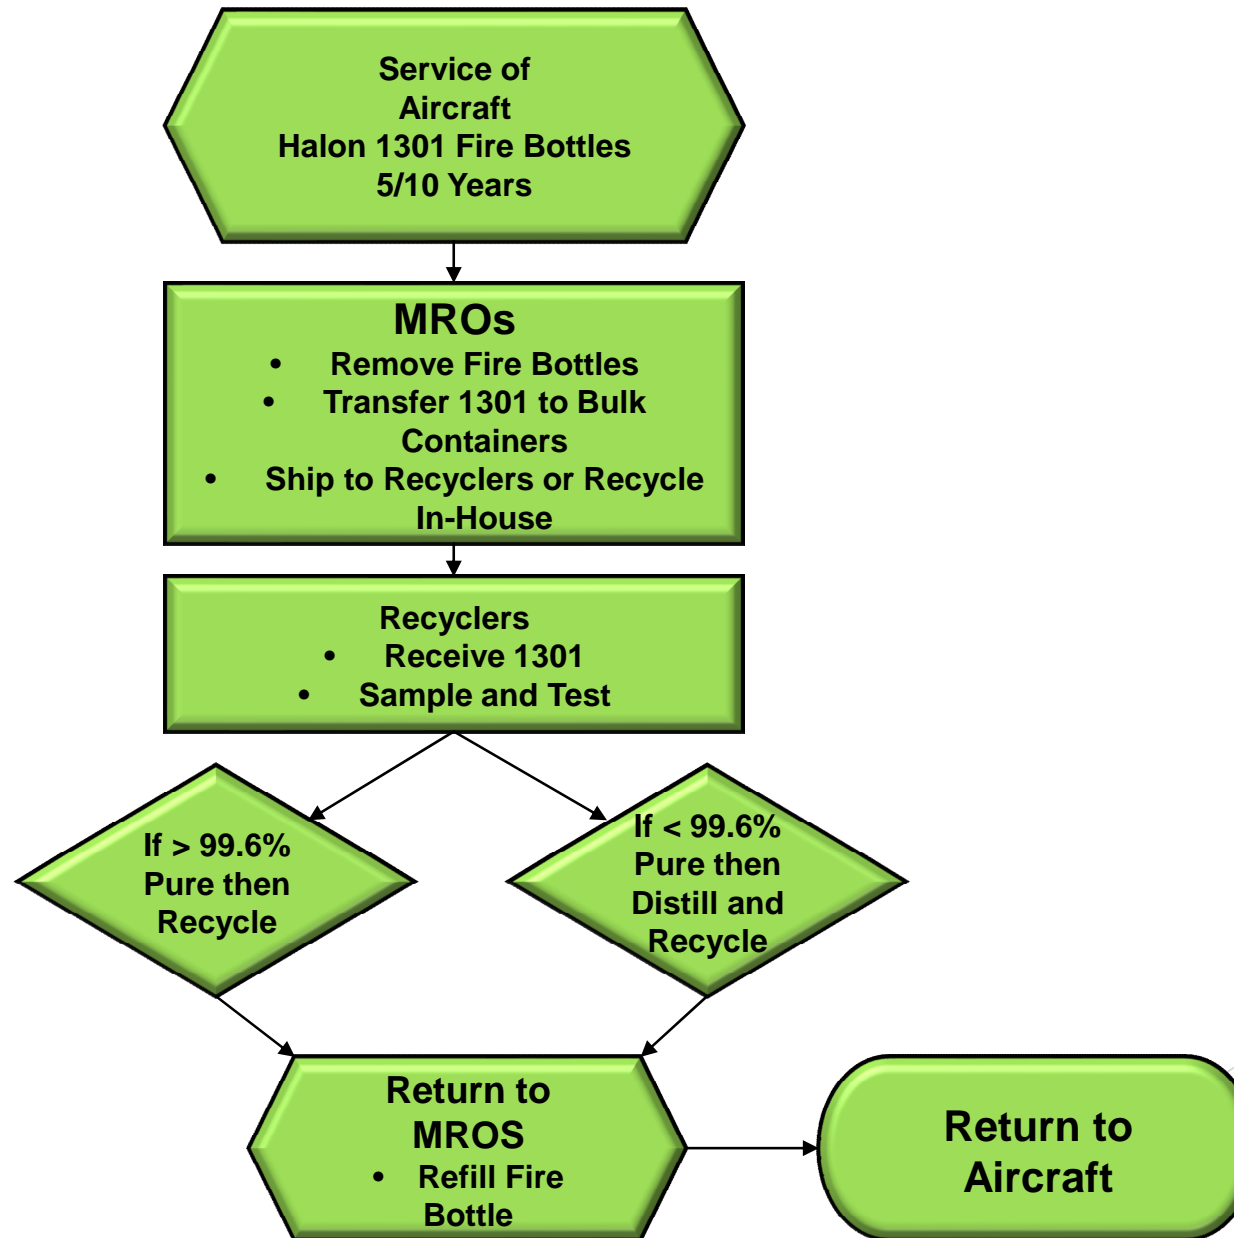 Service of
Aircraft
Halon 1301 Fire Bottles
5/10 Years
MROs
• Remove Fire Bottles
• Transfer 1301 to Bulk
Containers
• Ship to Recyclers or Recycle
In-House
Recyclers
• Receive 1301
• Sample and Test
If > 99.6%
Pure then
Recycle
If < 99.6%
Pure then
Distill and
Recycle
Return to
MROS
• Refill Fire
Bottle
Return to
Aircraft